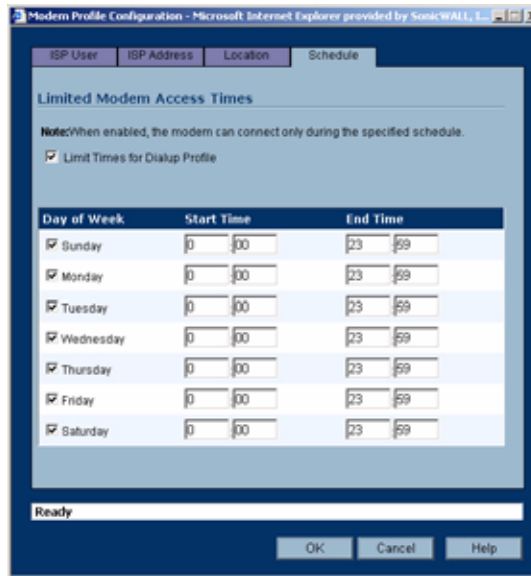 Modem Profile Configuration - Microsoft Internet Explorer provided by SonicWALL, I...
ISP User ISP Address Location Schedule
Limited Modem Access Times
Note:When enabled, the modem can connect only during the specified schedule.
Limit Times for Dialup Profile
Day of Week Start Time End Time
Sunday 0 :00 23 :59
Monday 0 :00 23 :59
Tuesday 0 :00 23 :59
Wednesday 0 :00 23 :59
Thursday 0 :00 23 :59
Friday 0 :00 23 :59
Saturday 0 :00 23 :59
Ready
OK Cancel Help